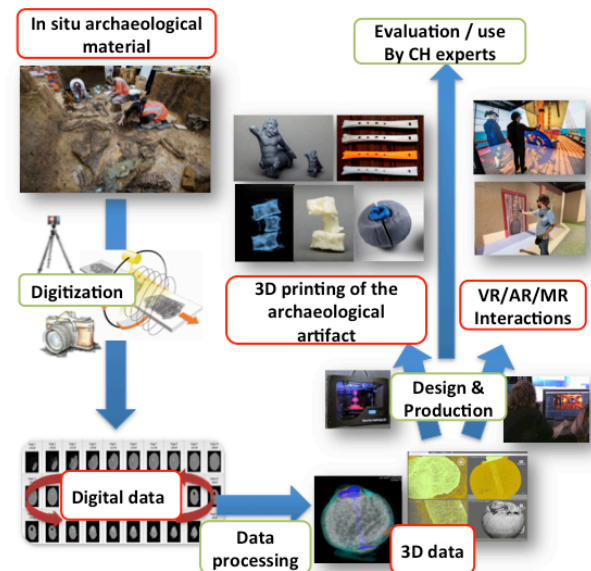 In situ archaeological
material
Evaluation / use
By CH experts
Digitization
3D printing of the
archaeological
artifact
VR/AR/MR
Interactions
Design &
Production
Digital data
Data
processing
3D data